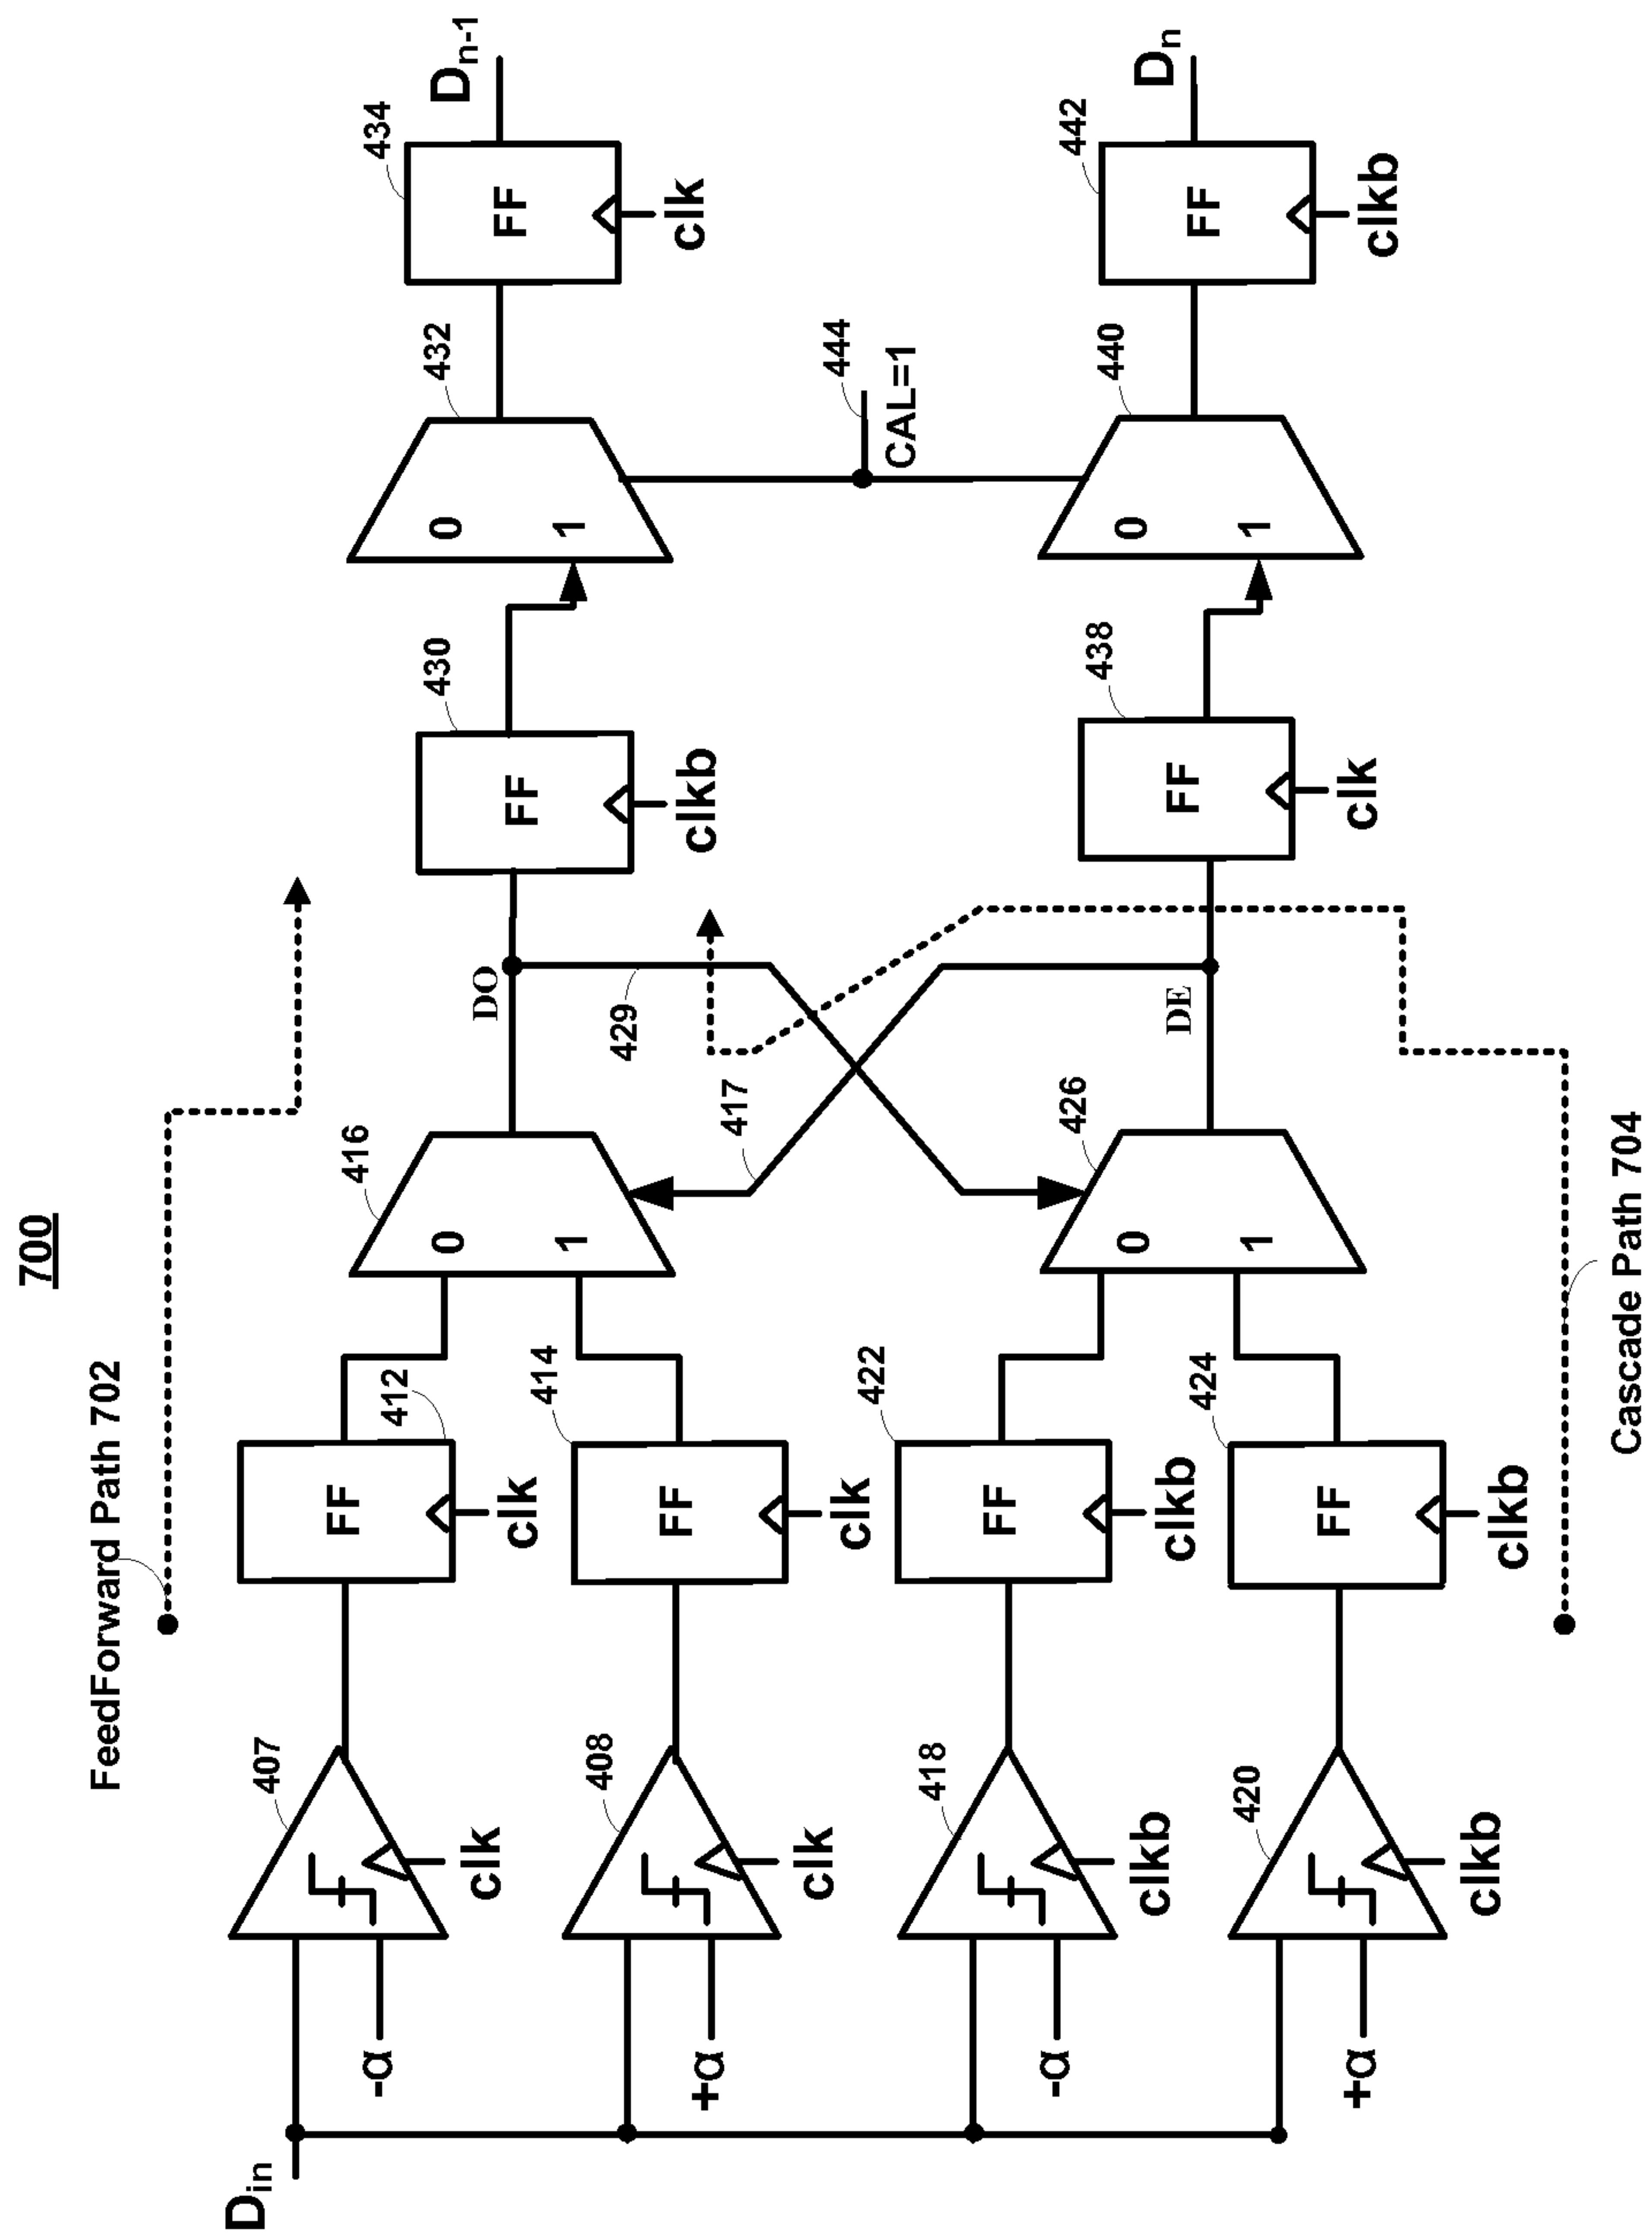 700
FeedForward Path 702
D_in
-α
407
clk
FF
412
clk
0
1
416
DO
429
417
FF
430
clkb
0
1
432
FF
434
clk
D_n-1
+α
408
clk
FF
414
clk
444
CAL=1
-α
418
clkb
FF
422
clkb
0
1
426
DE
FF
438
clk
0
1
440
FF
442
clkb
D_n
+α
420
clkb
FF
424
clkb
Cascade Path 704